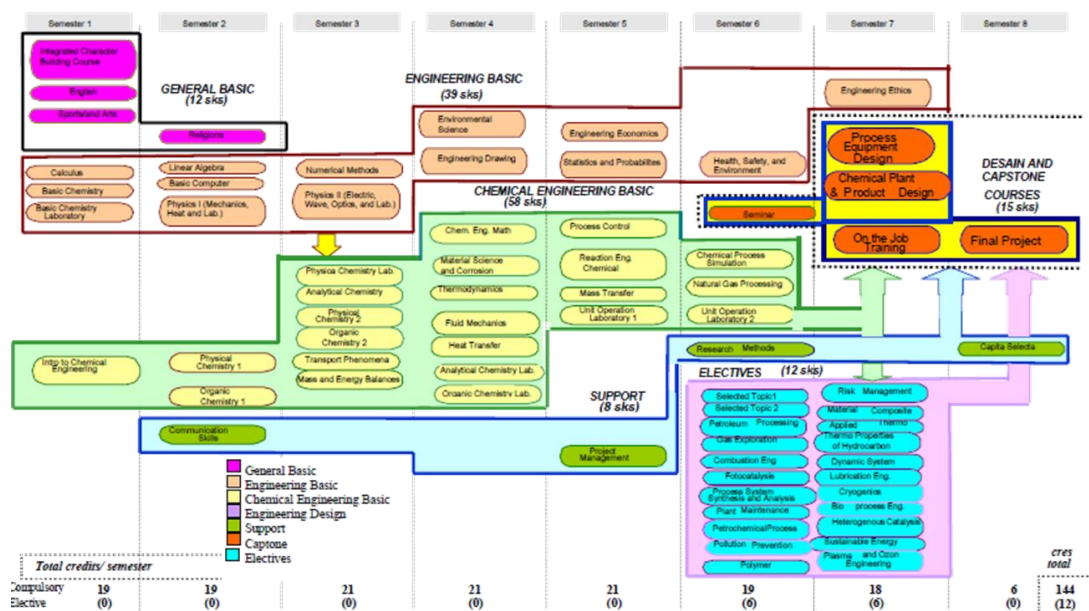 Semester 1
Semester 2
Semester 3
Semester 4
Semester 5
Semester 6
Semester 7
Semester 8
Integrated Character
Building Course
English
Sportsland Arts
GENERAL BASIC
(12 sks)
Religions
ENGINEERING BASIC
(39 sks)
Calculus
Basic Chemistry
Basic Chemistry
Laboratory
Linear Algebra
Basic Computer
Physics I (Mechanics,
Heat and Lab.)
Numerical Methods
Physics II (Electric,
Wave, Optics, and Lab.)
Environmental
Science
Engineering Drawing
Engineering Economics
Statistics and Probabilites
Health, Safety, and
Environment
Engineering Ethics
CHEMICAL ENGINEERING BASIC
(58 sks)
Intro to Chemical
Engineering
Physical
Chemistry 1
Organic
Chemistry 1
Physica Chemistry Lab.
Analytical Chemistry
Physical
Chemistry 2
Organic
Chemistry 2
Transport Phenomena
Mass and Energy Balances
Chem. Eng. Math
Material Science
and Corrosion
Thermodynamics
Fluid Mechanics
Heat Transfer
Analytical Chemistry Lab.
Organic Chemistry Lab.
Process Control
Reaction Eng.
Chemical
Mass Transfer
Unit Operation
Laboratory 1
Chemical Process
Simulation
Natural Gas Processing
Unit Operation
Laboratory 2
DESAIN AND
CAPSTONE
COURSES
(15 sks)
Process
Equipment
Design
Chemical Plant
& Product Design
Seminar
On the Job
Training
Final Project
SUPPORT
(8 sks)
Communication
Skills
Project
Management
Research Methods
Capita Selecta
ELECTIVES (12 sks)
Selected Topic1
Selected Topic 2
Petroleum Processing
Gas Exploration
Combustion Eng
Fotocatalysis
Process System
Synthesis and Analysis
Plant Maintenance
PetrochemicalProcess
Pollution Prevention
Polymer
Risk Management
Material Composite
Applied Thermo
Thermo Properties
of Hydrocarbon
Dynamic System
Lubrication Eng.
Cryogenics
Bio process Eng.
Heterogenous Catalysis
Sustainable Energy
Plasma and Ozon
Engineering
General Basic
Engineering Basic
Chemical Engineering Basic
Engineering Design
Support
Captone
Electives
Total credits/ semester
cres
total
Compulsory 19 19 21 21 21 19 18 6 144
Elective (0) (0) (0) (0) (0) (6) (6) (0) (12)